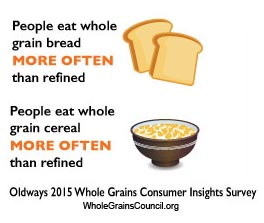 People eat whole
grain bread
MORE OFTEN
than refined
People eat whole
grain cereal
MORE OFTEN
than refined
Oldways 2015 Whole Grains Consumer Insights Survey
WholeGrainsCouncil.org